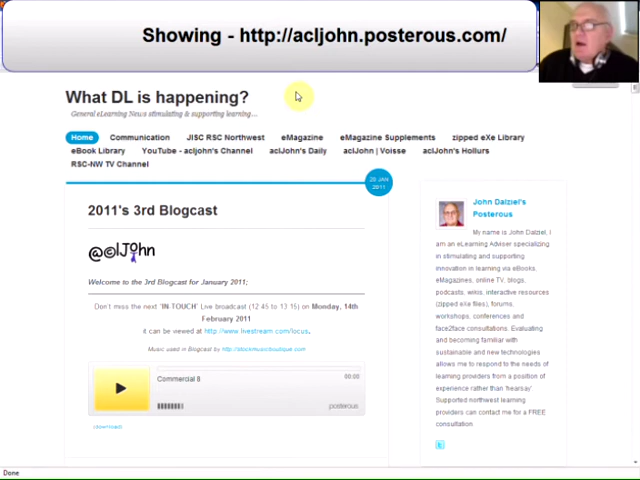 Showing - http://acljohn.posterous.com/
What DL is happening?
General eLearning News stimulating & supporting learning...
Home Communication JISC RSC Northwest eMagazine eMagazine Supplements zipped eXe Library
eBook Library YouTube - acljohn's Channel aclJohn's Daily aclJohn | Voisse aclJohn's Hollurs
RSC-NW TV Channel
29 JAN
2011
2011's 3rd Blogcast
@clJohn
Welcome to the 3rd Blogcast for January 2011;
Don't miss the next 'IN-TOUCH' Live broadcast (12:45 to 13:15) on Monday, 14th
February 2011
it can be viewed at http://www.livestream.com/locus.
Music used in Blogcast by http://stockmusicboutique.com
Commercial 8
00:00
posterous
(download)
John Dalziel's
Posterous
My name is John Dalziel, I
am an eLearning Adviser specializing
in stimulating and supporting
innovation in learning via eBooks,
eMagazines, online TV, blogs,
podcasts, wikis, interactive resources
(zipped eXe files), forums,
workshops, conferences and
face2face consultations. Evaluating
and becoming familiar with
sustainable and new technologies
allows me to respond to the needs of
learning providers from a position of
experience rather than 'hearsay'.
Supported northwest learning
providers can contact me for a FREE
consultation.
Done